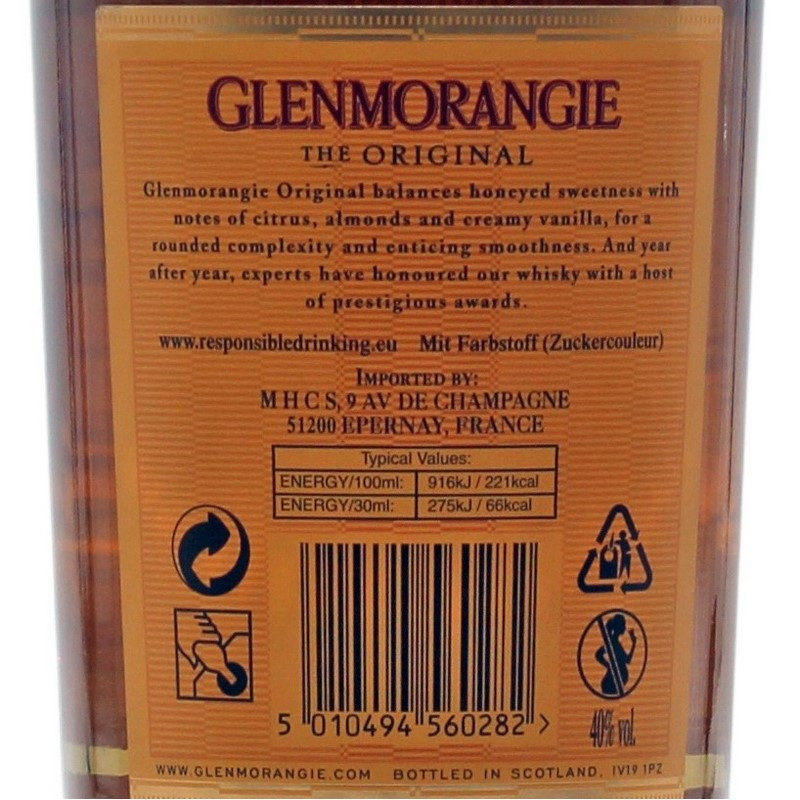 GLENMORANGIE
THE ORIGINAL
Glenmorangie Original balances honeyed sweetness with
notes of citrus, almonds and creamy vanilla, for a
rounded complexity and enticing smoothness. And year
after year, experts have honoured our whisky with a host
of prestigious awards.
www.responsibledrinking.eu Mit Farbstoff (Zuckercouleur)
IMPORTED BY:
M H C S, 9 AV DE CHAMPAGNE
51200 EPERNAY, FRANCE
Typical Values:
ENERGY/100ml: 916kJ / 221kcal
ENERGY/30ml: 275kJ / 66kcal
5 010494 560282 >
40% vol.
WWW.GLENMORANGIE.COM BOTTLED IN SCOTLAND, IV19 1PZ